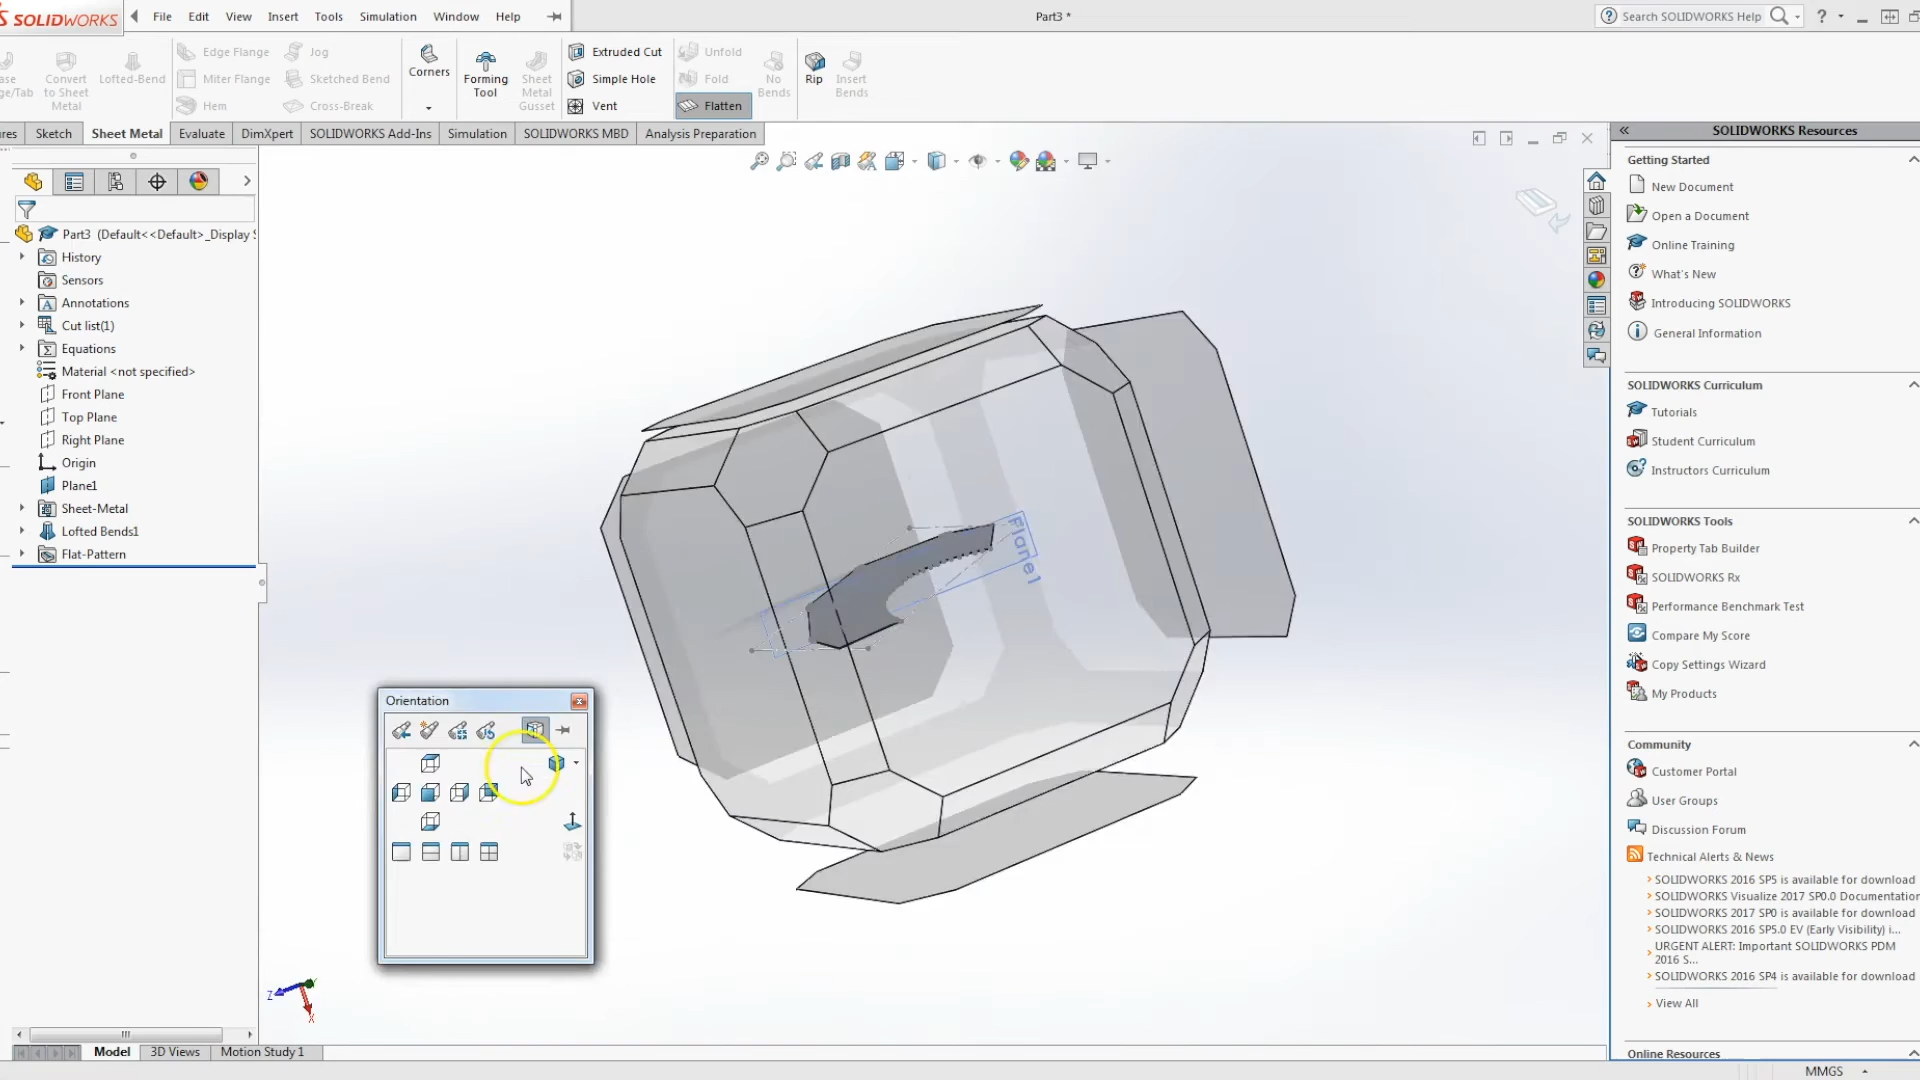 SOLIDWORKS
File Edit View Insert Tools Simulation Window Help
Part3 *
Search SOLIDWORKS Help
Convert to Sheet Metal
Lofted-Bend
Edge Flange
Miter Flange
Hem
Jog
Sketched Bend
Cross-Break
Corners
Forming Tool
Sheet Metal Gusset
Extruded Cut
Simple Hole
Vent
Unfold
Fold
Flatten
No Bends
Rip
Insert Bends
res Sketch Sheet Metal Evaluate DimXpert SOLIDWORKS Add-Ins Simulation SOLIDWORKS MBD Analysis Preparation
Part3 (Default<<Default>_Display S
History
Sensors
Annotations
Cut list(1)
Equations
Material <not specified>
Front Plane
Top Plane
Right Plane
Origin
Plane1
Sheet-Metal
Lofted Bends1
Flat-Pattern
Plane1
Orientation
Z
X
Model 3D Views Motion Study 1
SOLIDWORKS Resources
Getting Started
New Document
Open a Document
Online Training
What's New
Introducing SOLIDWORKS
General Information
SOLIDWORKS Curriculum
Tutorials
Student Curriculum
Instructors Curriculum
SOLIDWORKS Tools
Property Tab Builder
SOLIDWORKS Rx
Performance Benchmark Test
Compare My Score
Copy Settings Wizard
My Products
Community
Customer Portal
User Groups
Discussion Forum
Technical Alerts & News
SOLIDWORKS 2016 SP5 is available for download
SOLIDWORKS Visualize 2017 SP0.0 Documentation
SOLIDWORKS 2017 SP0 is available for download
SOLIDWORKS 2016 SP5.0 EV (Early Visibility) i...
URGENT ALERT: Important SOLIDWORKS PDM
2016 S...
SOLIDWORKS 2016 SP4 is available for download
View All
Online Resources
MMGS